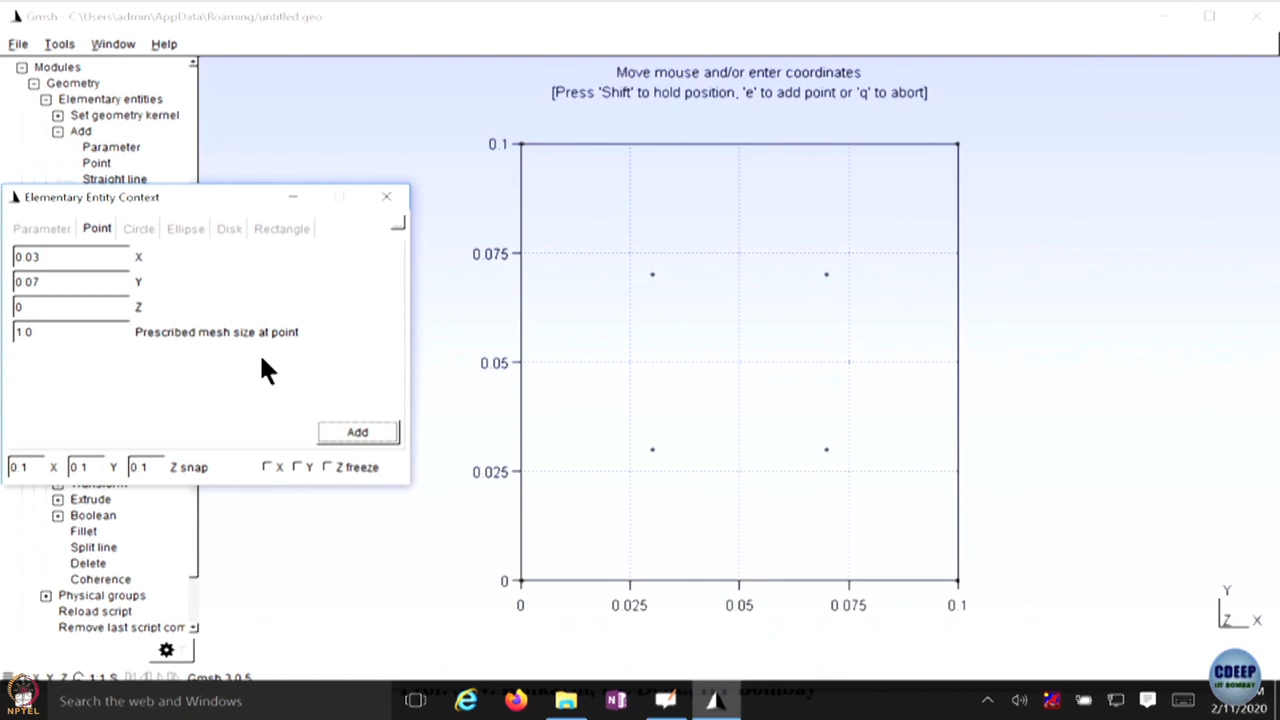 Gmsh - C:\Users\admin\AppData\Roaming/untitled.geo
File Tools Window Help
Modules
Geometry
Elementary entities
Set geometry kernel
Add
Parameter
Point
Straight line
Move mouse and/or enter coordinates
[Press 'Shift' to hold position, 'e' to add point or 'q' to abort]
Elementary Entity Context
Parameter Point Circle Ellipse Disk Rectangle
0.03 X
0.07 Y
0 Z
1.0 Prescribed mesh size at point
Add
0.1 X 0.1 Y 0.1 Z snap X Y Z freeze
Extrude
Boolean
Fillet
Split line
Delete
Coherence
Physical groups
Reload script
Remove last script com
0.1
0.075
0.05
0.025
0
0 0.025 0.05 0.075 0.1
Y
Z X
Gmsh 3.0.5
CDEEP
IIT BOMBAY
NPTEL
Search the web and Windows
2/11/2020